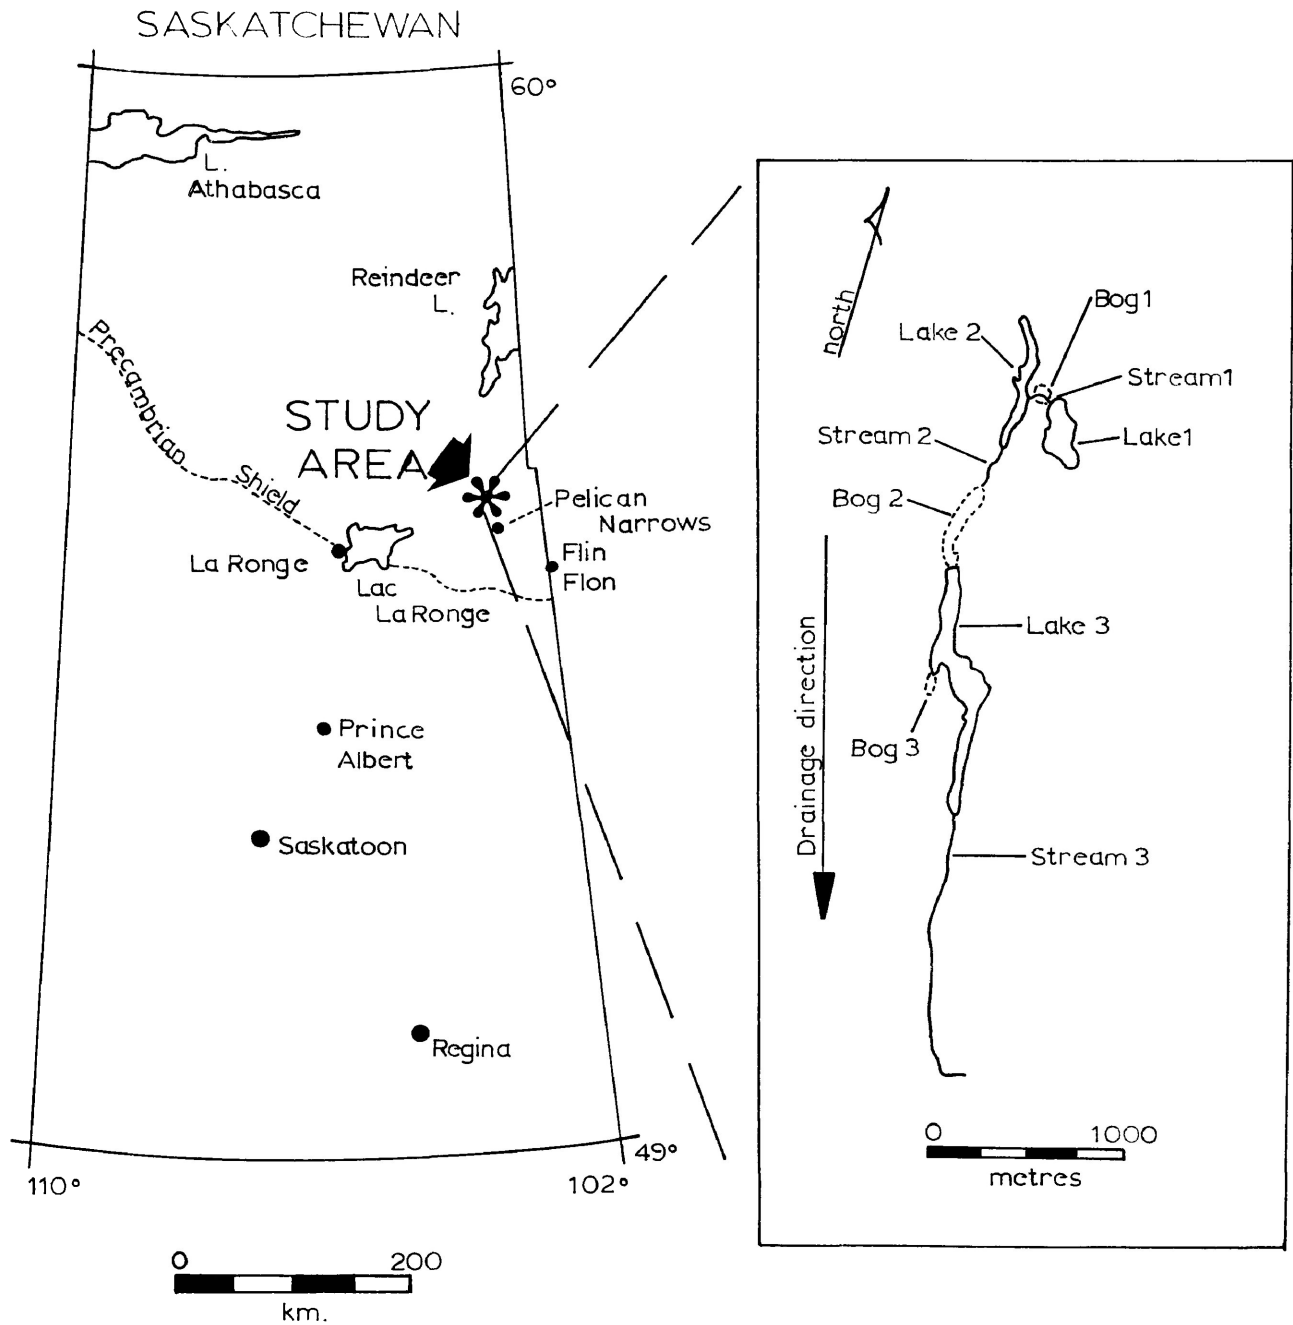 SASKATCHEWAN
60°
L.
Athabasca
Reindeer
L.
Precambrian
Shield
STUDY
AREA
Pelican
Narrows
La Ronge
Lac
La Ronge
Flin
Flon
Prince
Albert
Saskatoon
Regina
49°
110°
102°
0 200
km.
north
Bog 1
Lake 2
Stream 1
Stream 2
Lake 1
Bog 2
Lake 3
Drainage direction
Bog 3
Stream 3
0 1000
metres